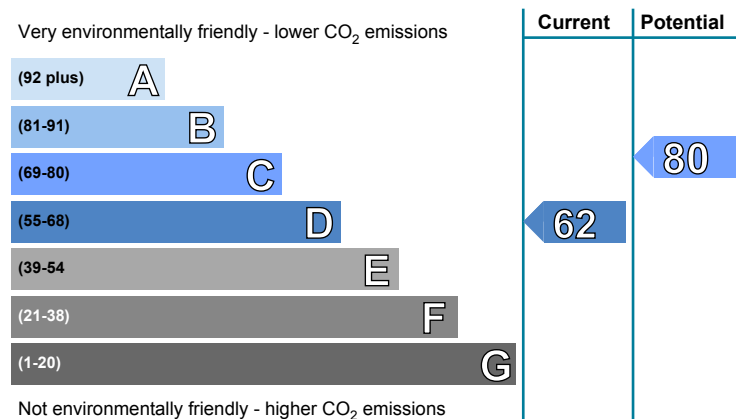 Current Potential
Very environmentally friendly - lower CO₂ emissions
(92 plus) A
(81-91) B
(69-80) C
80
(55-68) D
62
(39-54 E
(21-38) F
(1-20) G
Not environmentally friendly - higher CO₂ emissions